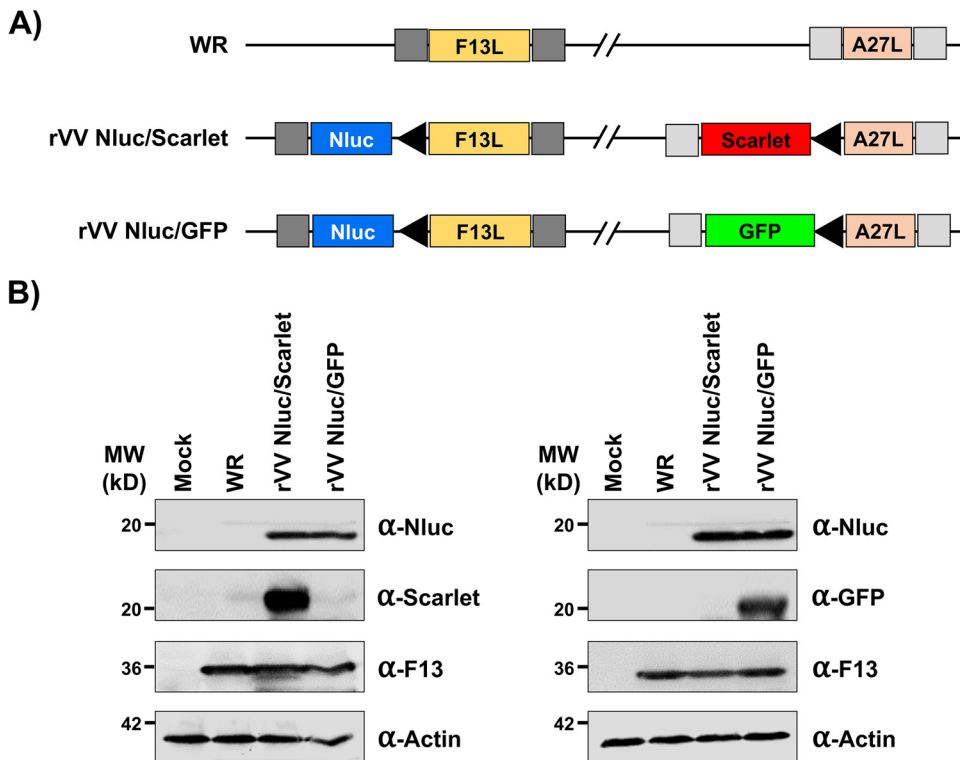 A)
WR
F13L
A27L
rVV Nluc/Scarlet
Nluc
F13L
Scarlet
A27L
rVV Nluc/GFP
Nluc
F13L
GFP
A27L
B)
MW
(kD)
Mock
WR
rVV Nluc/Scarlet
rVV Nluc/GFP
20
α-Nluc
20
α-Scarlet
36
α-F13
42
α-Actin
MW
(kD)
Mock
WR
rVV Nluc/Scarlet
rVV Nluc/GFP
20
α-Nluc
20
α-GFP
36
α-F13
42
α-Actin